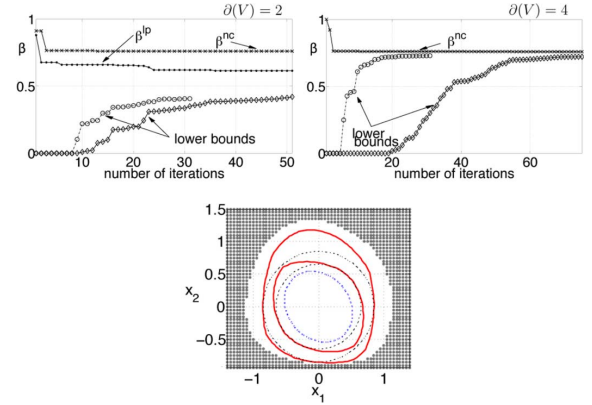 ∂(V) = 2
∂(V) = 4
1
β
0.5
0
β^lp
β^nc
lower bounds
10
20
30
40
50
number of iterations
1
0.5
0
β^nc
lower
bounds
20
40
60
number of iterations
1.5
1
0.5
0
−0.5
x_2
−1
0
1
x_1